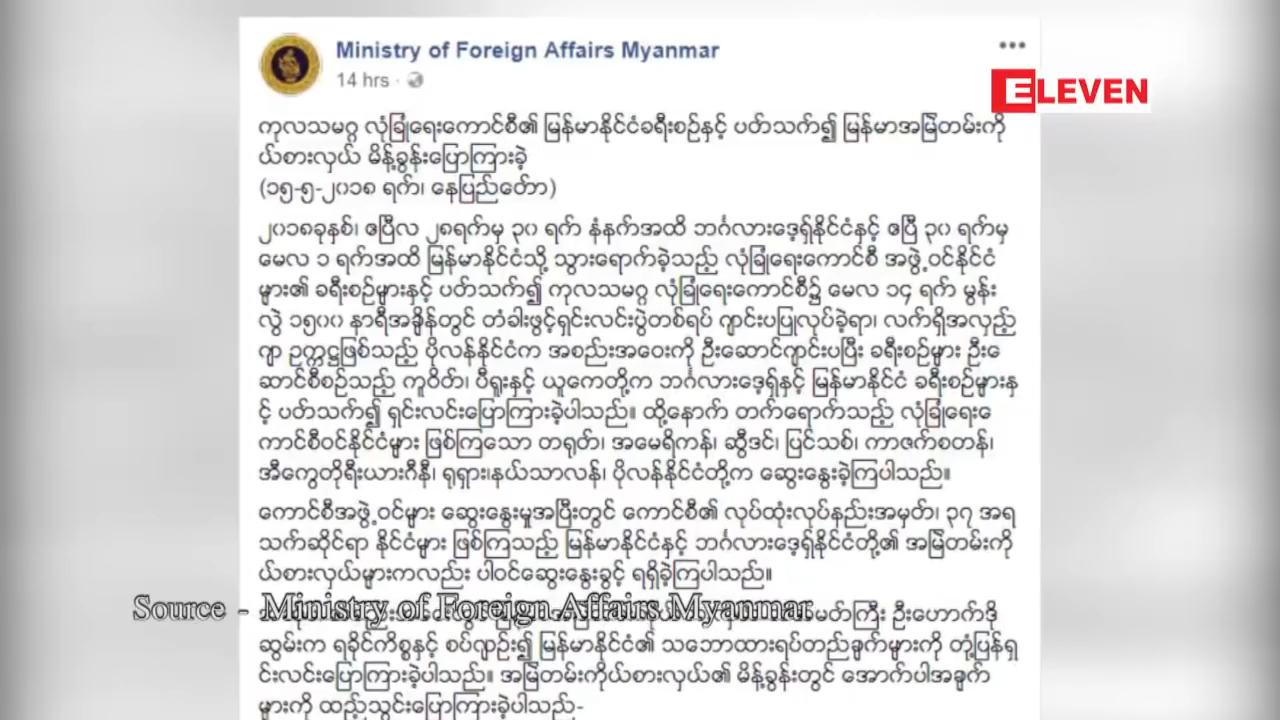 Ministry of Foreign Affairs Myanmar
14 hrs ·
ELEVEN
ကုလသမဂ္ဂ လုံခြုံရေးကောင်စီ၏ မြန်မာနိုင်ငံခရီးစဉ်နှင့် ပတ်သက်၍ မြန်မာအမြဲတမ်းကို
ယ်စားလှယ် မိန့်ခွန်းပြောကြားခဲ့
(၁၅-၅-၂၀၁၈ ရက်၊ နေပြည်တော်)
၂၀၁၈ခုနှစ်၊ ဧပြီလ ၂၈ရက်မှ ၃၀ ရက် နံနက်အထိ ဘင်္ဂလားဒေ့ရှ်နိုင်ငံနှင့် ဧပြီ ၃၀ ရက်မှ
မေလ ၁ ရက်အထိ မြန်မာနိုင်ငံသို့ သွားရောက်ခဲ့သည့် လုံခြုံရေးကောင်စီ အဖွဲ့ဝင်နိုင်ငံ
များ၏ ခရီးစဉ်များနှင့် ပတ်သက်၍ ကုလသမဂ္ဂ လုံခြုံရေးကောင်စီ၌ မေလ ၁၄ ရက် မွန်း
လွဲ ၁၅၀၀ နာရီအချိန်တွင် တံခါးဖွင့်ရှင်းလင်းပွဲတစ်ရပ် ကျင်းပပြုလုပ်ခဲ့ရာ၊ လက်ရှိအလှည့်
ကျ ဥက္ကဋ္ဌဖြစ်သည့် ပိုလန်နိုင်ငံက အစည်းအဝေးကို ဦးဆောင်ကျင်းပပြီး ခရီးစဉ်များ ဦးေ
ဆာင်စီစဉ်သည့် ကူဝိတ်၊ ပီရူးနှင့် ယူကေတို့က ဘင်္ဂလားဒေ့ရှ်နှင့် မြန်မာနိုင်ငံ ခရီးစဉ်များနှ
င့် ပတ်သက်၍ ရှင်းလင်းပြောကြားခဲ့ပါသည်။ ထို့နောက် တက်ရောက်သည့် လုံခြုံရေးေ
ကာင်စီဝင်နိုင်ငံများ ဖြစ်ကြသော တရုတ်၊ အမေရိကန်၊ ဆွီဒင်၊ ပြင်သစ်၊ ကာဇက်စတန်၊
အီကွေတိုရီးယားဂီနီ၊ ရုရှား၊နယ်သာလန်၊ ပိုလန်နိုင်ငံတို့က ဆွေးနွေးခဲ့ကြပါသည်။
ကောင်စီအဖွဲ့ဝင်များ ဆွေးနွေးမှုအပြီးတွင် ကောင်စီ၏ လုပ်ထုံးလုပ်နည်းအမှတ်၊ ၃၇ အရ
သက်ဆိုင်ရာ နိုင်ငံများ ဖြစ်ကြသည့် မြန်မာနိုင်ငံနှင့် ဘင်္ဂလားဒေ့ရှ်နိုင်ငံတို့၏ အမြဲတမ်းကို
ယ်စားလှယ်များကလည်း ပါဝင်ဆွေးနွေးခွင့် ရရှိခဲ့ကြပါသည်။
Source - Ministry of Foreign Affairs Myanmar
မတ်ကြီး ဦးဟောက်ဒို
ဆွမ်းက ရခိုင်ကိစ္စနှင့် စပ်လျဉ်း၍ မြန်မာနိုင်ငံ၏ သဘောထားရပ်တည်ချက်များကို တုံ့ပြန်ရှ
င်းလင်းပြောကြားခဲ့ပါသည်။ အမြဲတမ်းကိုယ်စားလှယ်၏ မိန့်ခွန်းတွင် အောက်ပါအချက်
များကို ထည့်သွင်းပြောကြားခဲ့ပါသည်-